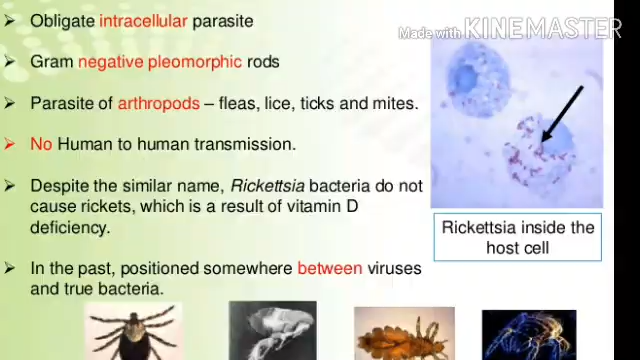 Obligate intracellular parasite
Made with KINEMASTER
Gram negative pleomorphic rods
Parasite of arthropods – fleas, lice, ticks and mites.
No Human to human transmission.
Despite the similar name, Rickettsia bacteria do not
cause rickets, which is a result of vitamin D
deficiency.
Rickettsia inside the
host cell
In the past, positioned somewhere between viruses
and true bacteria.